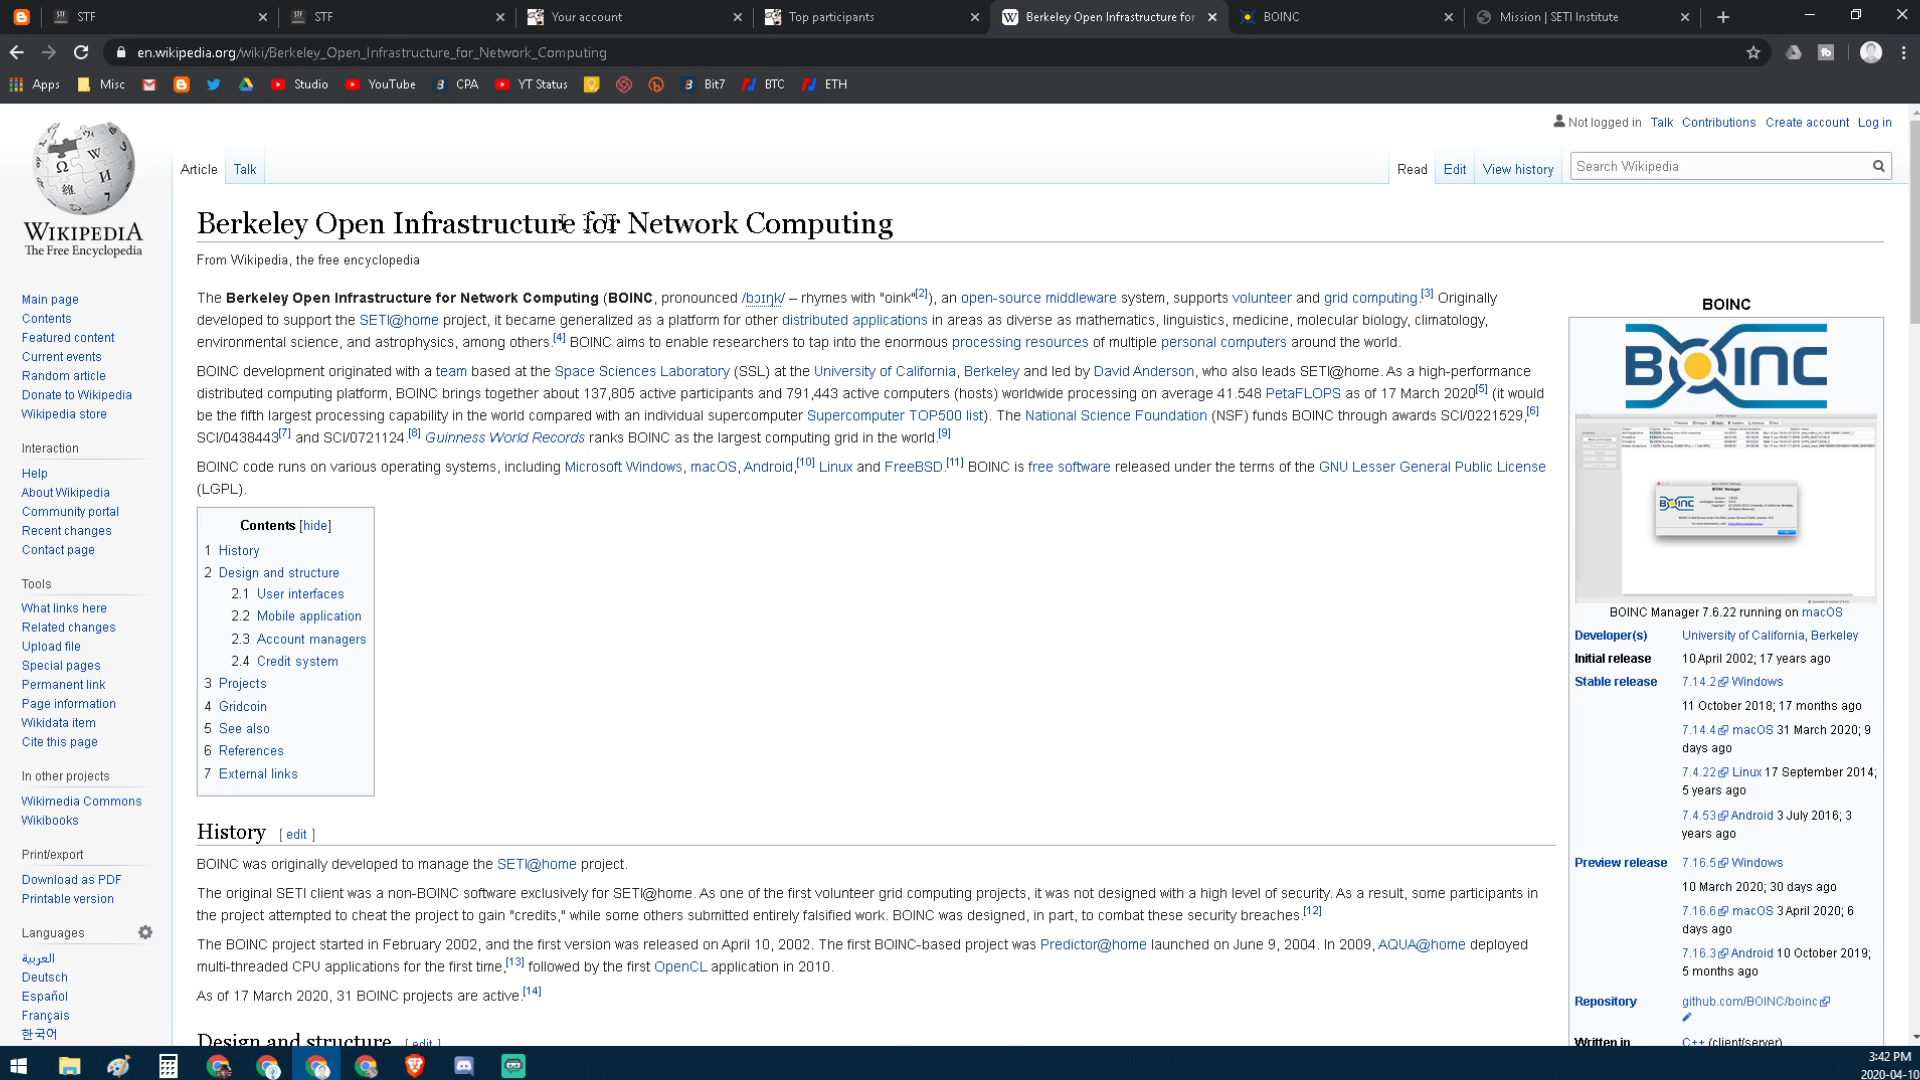 STF
STF
Your account
Top participants
Berkeley Open Infrastructure for
BOINC
Mission | SETI Institute
en.wikipedia.org/wiki/Berkeley_Open_Infrastructure_for_Network_Computing
Apps Misc Studio YouTube CPA YT Status Bit7 BTC ETH
Not logged in Talk Contributions Create account Log in
Article Talk Read Edit View history Search Wikipedia
WIKIPEDIA
The Free Encyclopedia
Main page
Contents
Featured content
Current events
Random article
Donate to Wikipedia
Wikipedia store
Interaction
Help
About Wikipedia
Community portal
Recent changes
Contact page
Tools
What links here
Related changes
Upload file
Special pages
Permanent link
Page information
Wikidata item
Cite this page
In other projects
Wikimedia Commons
Wikibooks
Print/export
Download as PDF
Printable version
Languages
العربية
Deutsch
Español
Français
한국어
Berkeley Open Infrastructure for Network Computing
From Wikipedia, the free encyclopedia
The Berkeley Open Infrastructure for Network Computing (BOINC, pronounced /bɔɪŋk/ – rhymes with "oink"[2]), an open-source middleware system, supports volunteer and grid computing.[3] Originally
developed to support the SETI@home project, it became generalized as a platform for other distributed applications in areas as diverse as mathematics, linguistics, medicine, molecular biology, climatology,
environmental science, and astrophysics, among others.[4] BOINC aims to enable researchers to tap into the enormous processing resources of multiple personal computers around the world.
BOINC development originated with a team based at the Space Sciences Laboratory (SSL) at the University of California, Berkeley and led by David Anderson, who also leads SETI@home. As a high-performance
distributed computing platform, BOINC brings together about 137,805 active participants and 791,443 active computers (hosts) worldwide processing on average 41.548 PetaFLOPS as of 17 March 2020[5] (it would
be the fifth largest processing capability in the world compared with an individual supercomputer Supercomputer TOP500 list). The National Science Foundation (NSF) funds BOINC through awards SCI/0221529,[6]
SCI/0438443[7] and SCI/0721124.[8] Guinness World Records ranks BOINC as the largest computing grid in the world.[9]
BOINC code runs on various operating systems, including Microsoft Windows, macOS, Android,[10] Linux and FreeBSD.[11] BOINC is free software released under the terms of the GNU Lesser General Public License
(LGPL).
Contents [hide]
1 History
2 Design and structure
2.1 User interfaces
2.2 Mobile application
2.3 Account managers
2.4 Credit system
3 Projects
4 Gridcoin
5 See also
6 References
7 External links
History [ edit ]
BOINC was originally developed to manage the SETI@home project.
The original SETI client was a non-BOINC software exclusively for SETI@home. As one of the first volunteer grid computing projects, it was not designed with a high level of security. As a result, some participants in
the project attempted to cheat the project to gain "credits," while some others submitted entirely falsified work. BOINC was designed, in part, to combat these security breaches.[12]
The BOINC project started in February 2002, and the first version was released on April 10, 2002. The first BOINC-based project was Predictor@home launched on June 9, 2004. In 2009, AQUA@home deployed
multi-threaded CPU applications for the first time,[13] followed by the first OpenCL application in 2010.
As of 17 March 2020, 31 BOINC projects are active.[14]
Design and structure [ edit ]
BOINC
BOINC
BOINC
BOINC Manager 7.6.22 running on macOS
Developer(s) University of California, Berkeley
Initial release 10 April 2002; 17 years ago
Stable release 7.14.2 Windows
11 October 2018; 17 months ago
7.14.4 macOS 31 March 2020; 9
days ago
7.4.22 Linux 17 September 2014;
5 years ago
7.4.53 Android 3 July 2016; 3
years ago
Preview release 7.16.5 Windows
10 March 2020; 30 days ago
7.16.6 macOS 3 April 2020; 6
days ago
7.16.3 Android 10 October 2019;
5 months ago
Repository github.com/BOINC/boinc
Written in C++ (client/server)
3:42 PM
2020-04-10